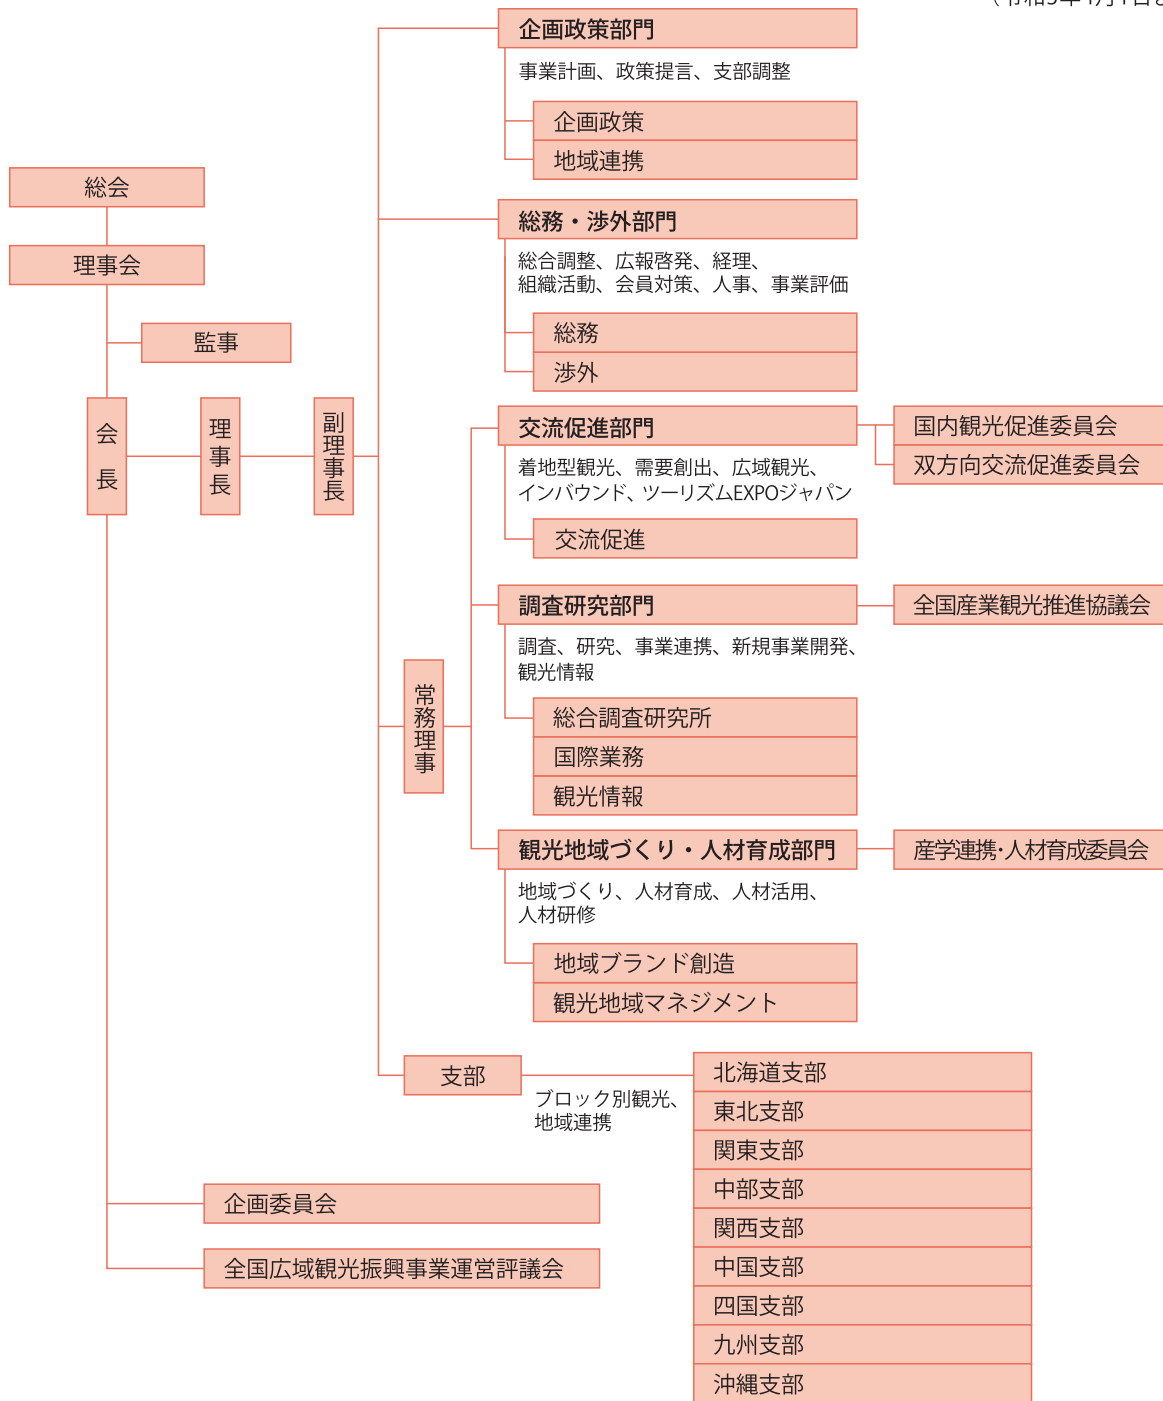 企画政策部門
事業計画、政策提言、支部調整
企画政策
地域連携
総会
理事会
監事
会長
理事長
副理事長
総務・渉外部門
総合調整、広報啓発、経理、
組織活動、会員対策、人事、事業評価
総務
渉外
交流促進部門
着地型観光、需要創出、広域観光、
インバウンド、ツーリズムEXPOジャパン
交流促進
国内観光促進委員会
双方向交流促進委員会
常務理事
調査研究部門
調査、研究、事業連携、新規事業開発、
観光情報
総合調査研究所
国際業務
観光情報
全国産業観光推進協議会
観光地域づくり・人材育成部門
地域づくり、人材育成、人材活用、
人材研修
地域ブランド創造
観光地域マネジメント
産学連携・人材育成委員会
支部
ブロック別観光、
地域連携
北海道支部
東北支部
関東支部
中部支部
関西支部
中国支部
四国支部
九州支部
沖縄支部
企画委員会
全国広域観光振興事業運営評議会